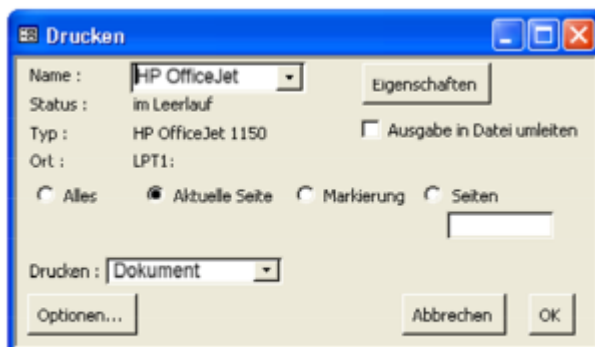 Drucken
Name : HP OfficeJet Eigenschaften
Status : im Leerlauf
Typ : HP OfficeJet 1150 Ausgabe in Datei umleiten
Ort : LPT1:
Alles Aktuelle Seite Markierung Seiten
Drucken : Dokument
Optionen... Abbrechen OK